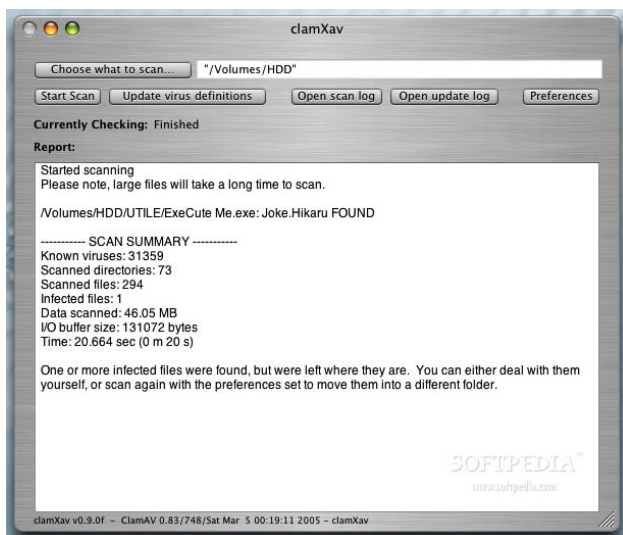 clamXav
Choose what to scan... "/Volumes/HDD"
Start Scan Update virus definitions Open scan log Open update log Preferences
Currently Checking: Finished
Report:
Started scanning
Please note, large files will take a long time to scan.
/Volumes/HDD/UTILE/ExeCute Me.exe: Joke.Hikaru FOUND
----------- SCAN SUMMARY -----------
Known viruses: 31359
Scanned directories: 73
Scanned files: 294
Infected files: 1
Data scanned: 46.05 MB
I/O buffer size: 131072 bytes
Time: 20.664 sec (0 m 20 s)
One or more infected files were found, but were left where they are.  You can either deal with them
yourself, or scan again with the preferences set to move them into a different folder.
SOFTPEDIA™
www.softpedia.com
clamXav v0.9.0f - ClamAV 0.83/748/Sat Mar  5 00:19:11 2005 - clamXav